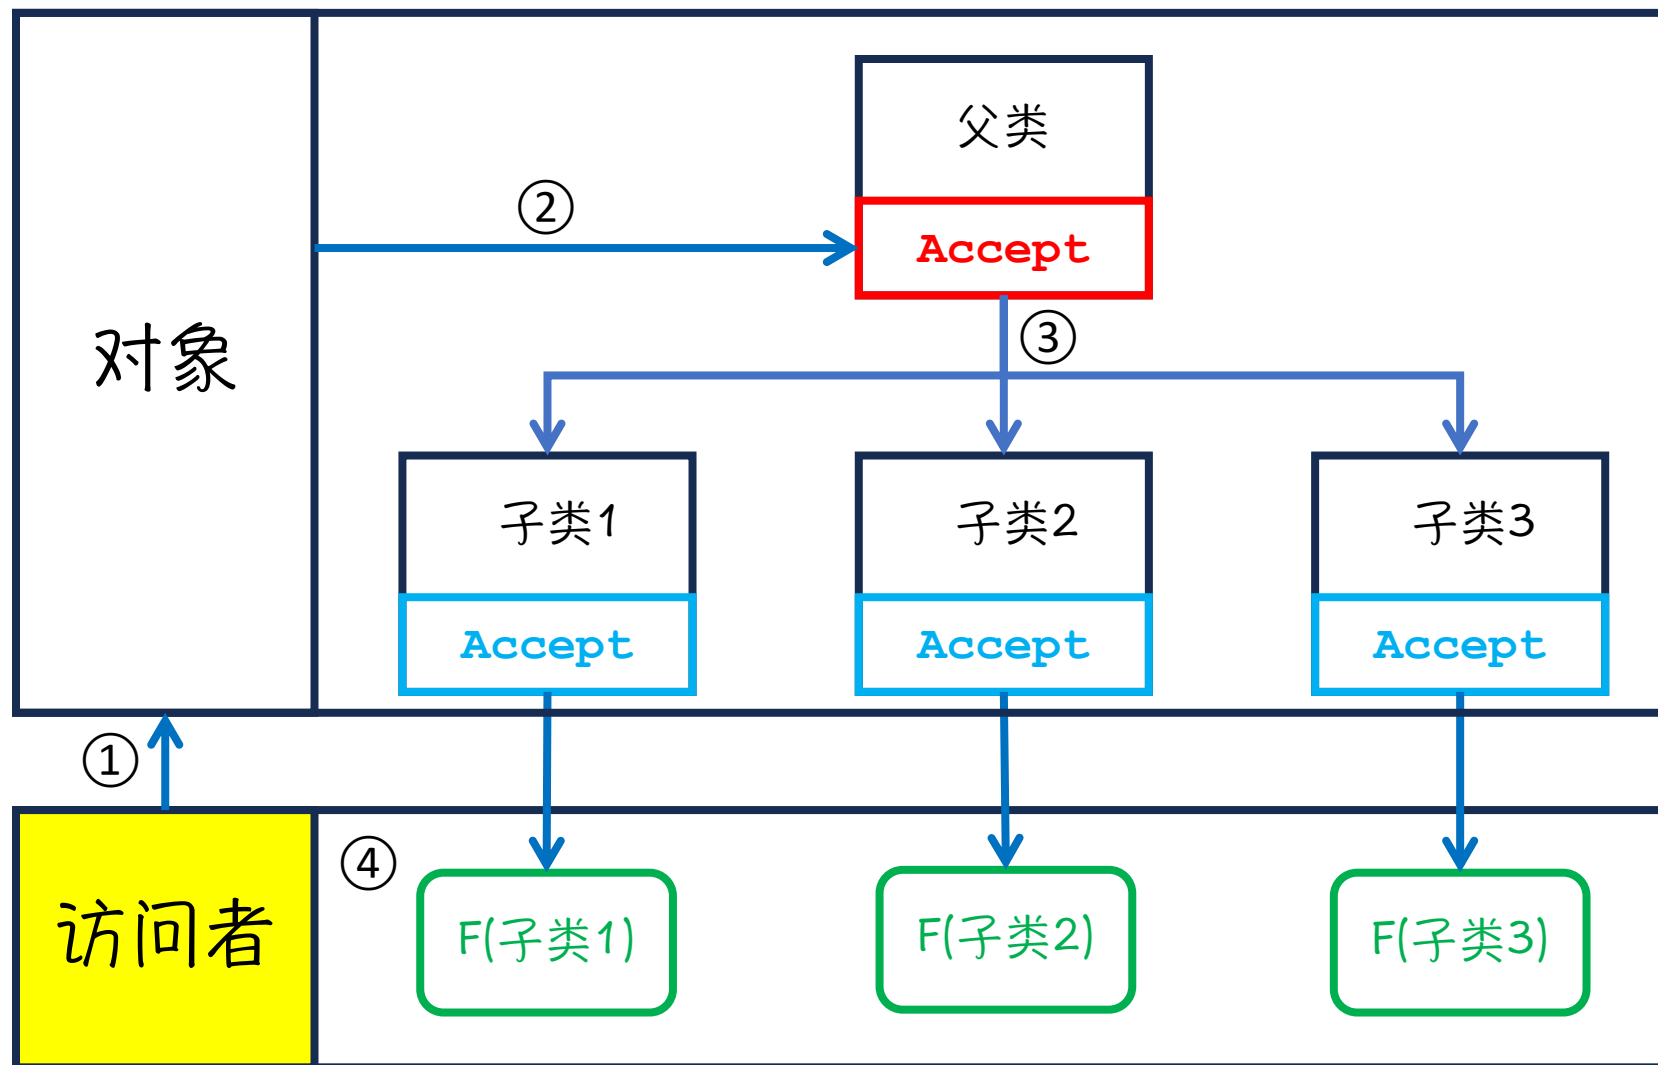 父类
②
Accept
③
对象
子类1
子类2
子类3
Accept
Accept
Accept
①
④
访问者
F(子类1)
F(子类2)
F(子类3)